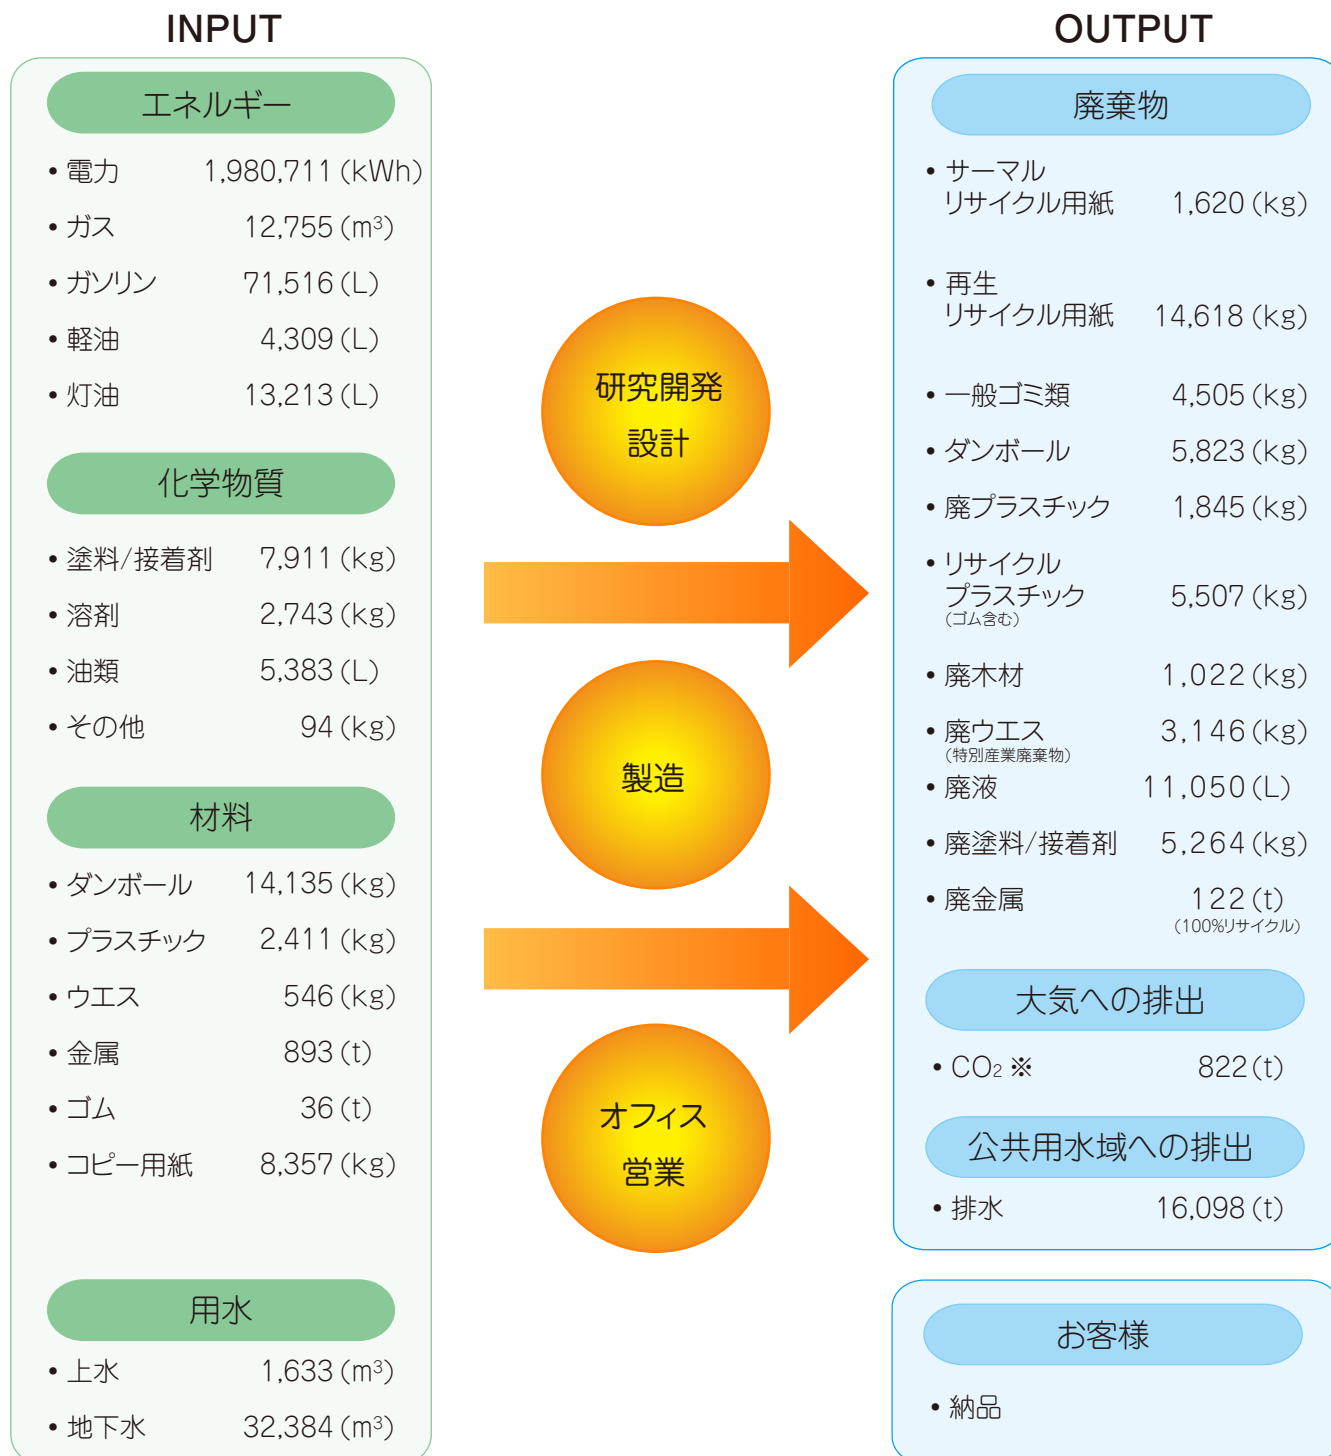 INPUT
エネルギー
• 電力 1,980,711 (kWh)
• ガス 12,755 (m³)
• ガソリン 71,516 (L)
• 軽油 4,309 (L)
• 灯油 13,213 (L)
化学物質
• 塗料/接着剤 7,911 (kg)
• 溶剤 2,743 (kg)
• 油類 5,383 (L)
• その他 94 (kg)
材料
• ダンボール 14,135 (kg)
• プラスチック 2,411 (kg)
• ウエス 546 (kg)
• 金属 893 (t)
• ゴム 36 (t)
• コピー用紙 8,357 (kg)
用水
• 上水 1,633 (m³)
• 地下水 32,384 (m³)
研究開発
設計
製造
オフィス
営業
OUTPUT
廃棄物
• サーマル
リサイクル用紙 1,620 (kg)
• 再生
リサイクル用紙 14,618 (kg)
• 一般ゴミ類 4,505 (kg)
• ダンボール 5,823 (kg)
• 廃プラスチック 1,845 (kg)
• リサイクル
プラスチック 5,507 (kg)
(ゴム含む)
• 廃木材 1,022 (kg)
• 廃ウエス 3,146 (kg)
(特別産業廃棄物)
• 廃液 11,050 (L)
• 廃塗料/接着剤 5,264 (kg)
• 廃金属 122 (t)
(100%リサイクル)
大気への排出
• CO₂ ※ 822 (t)
公共用水域への排出
• 排水 16,098 (t)
お客様
• 納品